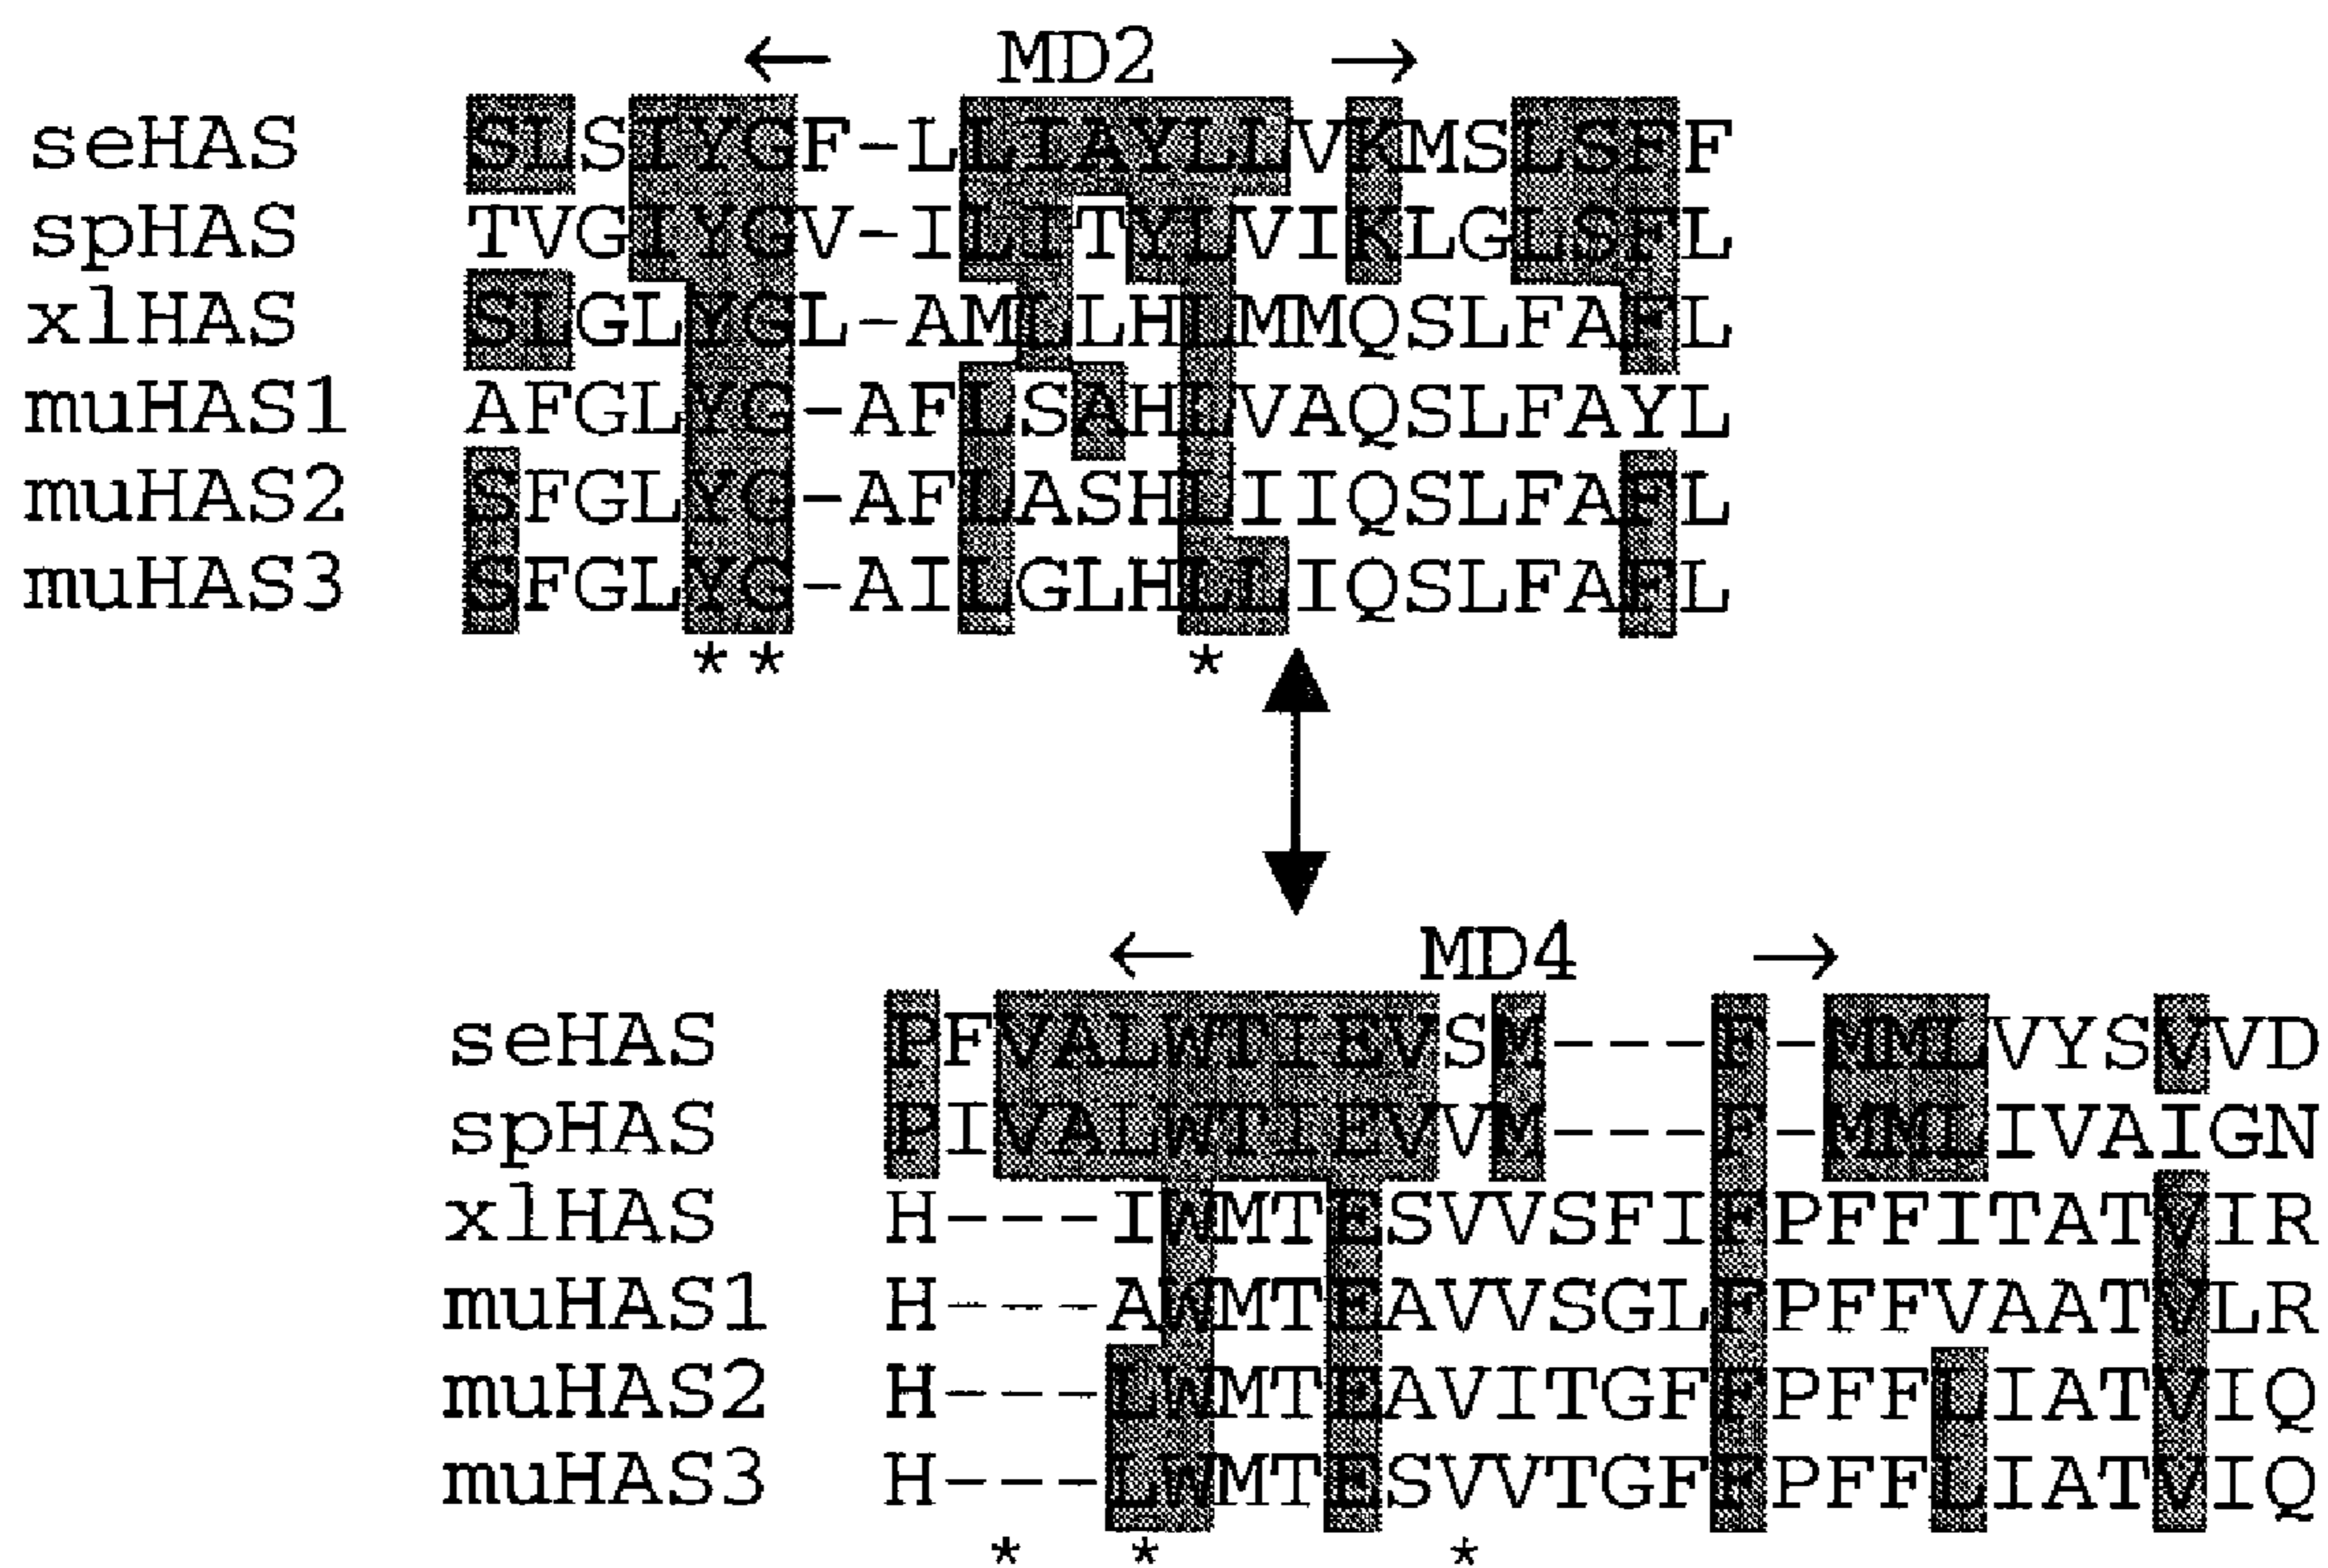 ← MD2 →
seHAS SLSIYGF-LLIAYLLVKMSLSFF
spHAS TVGIYGV-ILITYLVIKLGLSFL
xlHAS SLGLYGL-AMLLHLMMQSLFAFL
muHAS1 AFGLYG-AFLSAHLVAQSLFAYL
muHAS2 SFGLYG-AFLASHLIIQSLFAFL
muHAS3 SFGLYG-AILGLHLLIQSLFAFL
* * *
← MD4 →
seHAS PFVALWTIEVSM---F-MMLVYSVVD
spHAS PIVALWTIEVVM---F-MMLIVAIGN
xlHAS H---IWMTESVVSFIFPFFITATVIR
muHAS1 H---AWMTEAVVSGLFPFFVAATVLR
muHAS2 H---LWMTEAVITGFFPFFLIATVIQ
muHAS3 H---LWMTESVVTGFFPFFLIATVIQ
* * *